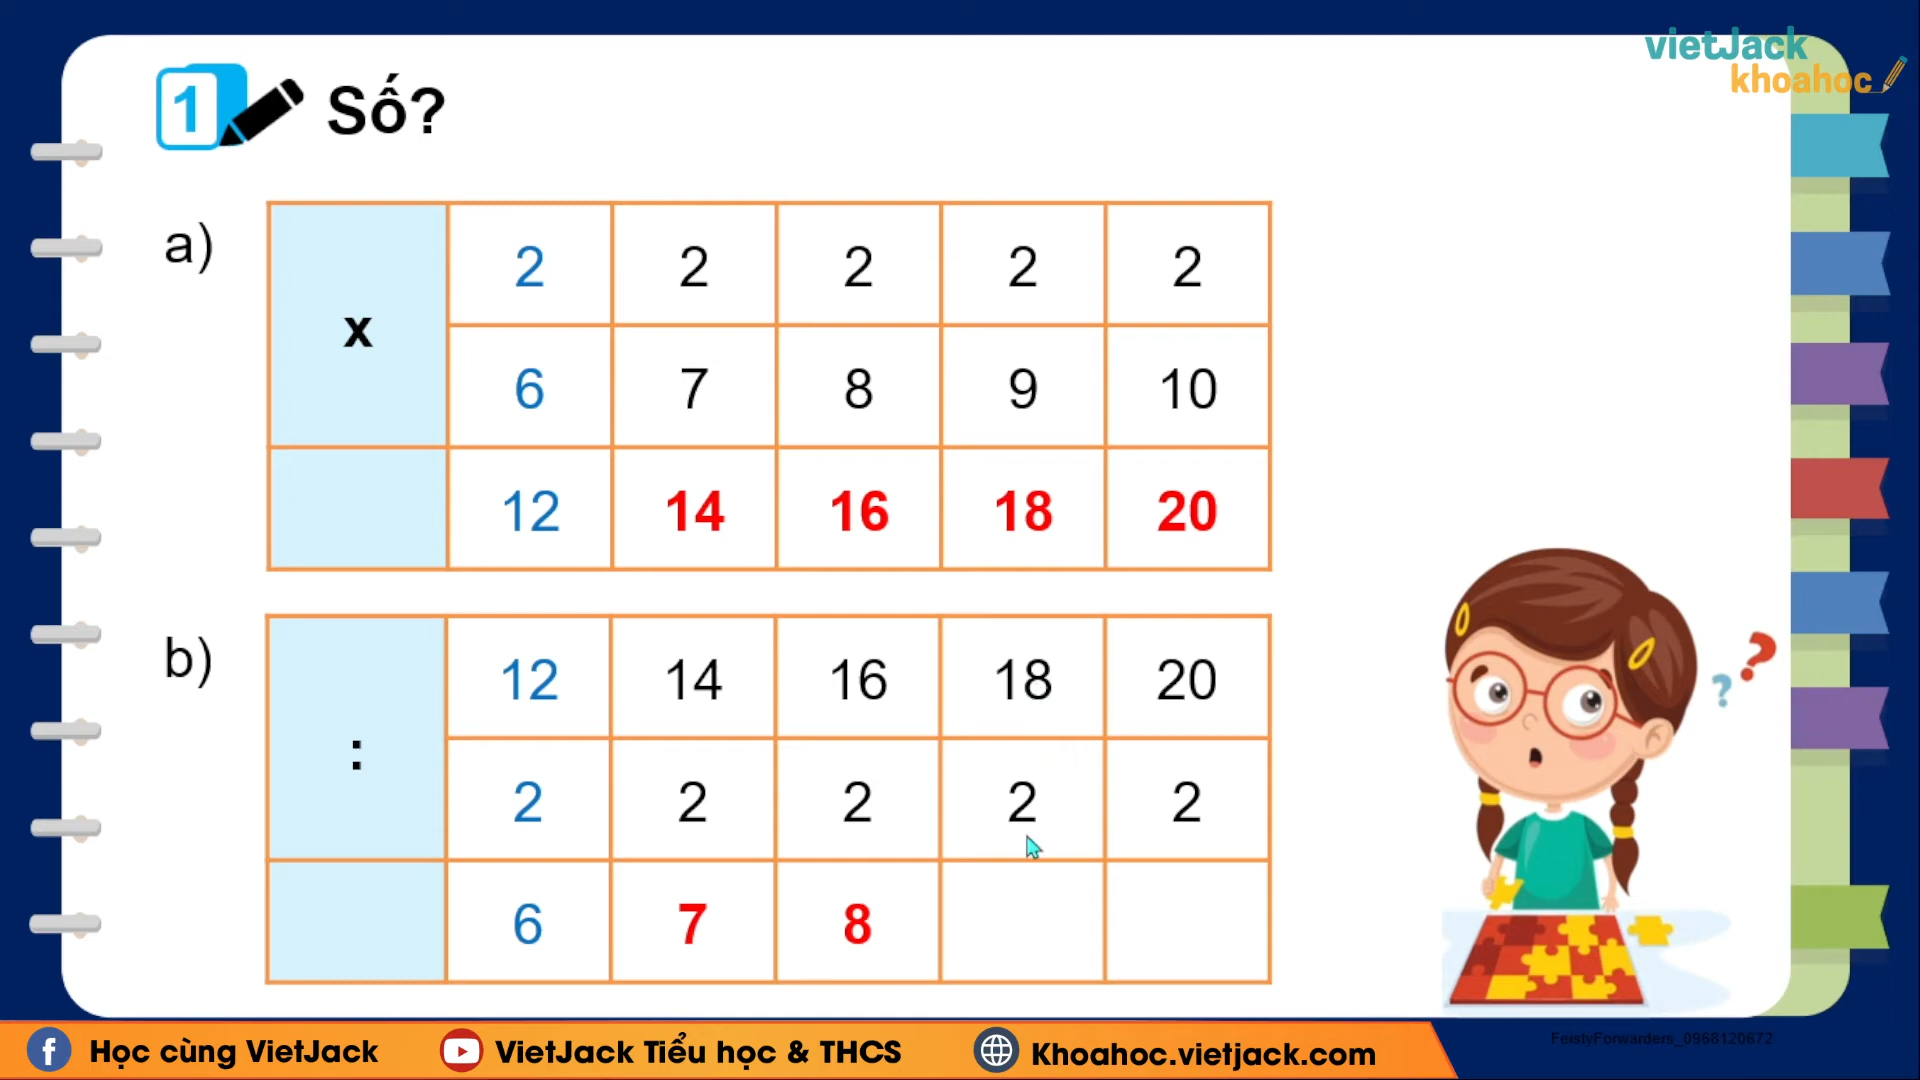 vietJack
khoahoc
1 Số?
a)
x 2 2 2 2 2
6 7 8 9 10
12 14 16 18 20
b)
: 12 14 16 18 20
2 2 2 2 2
6 7 8
? ?
FeistyForwarders_0968120672
Học cùng VietJack VietJack Tiểu học & THCS Khoahoc.vietjack.com